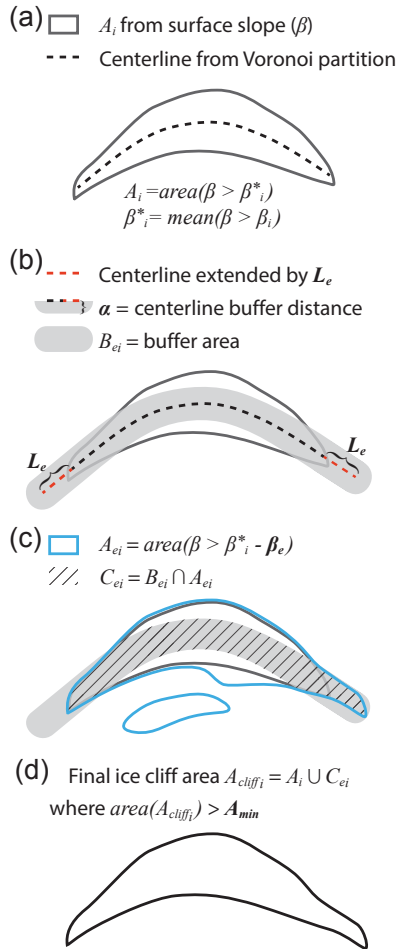 (a)
A_i from surface slope (β)
Centerline from Voronoi partition
A_i =area(β > β*_i)
β*_i= mean(β > β_i)
(b)
Centerline extended by L_e
α = centerline buffer distance
B_ei = buffer area
L_e
L_e
(c)
A_ei = area(β > β*_i - β_e)
C_ei = B_ei ∩ A_ei
(d)
Final ice cliff area A_cliff_i = A_i ∪ C_ei
where area(A_cliff_i) > A_min